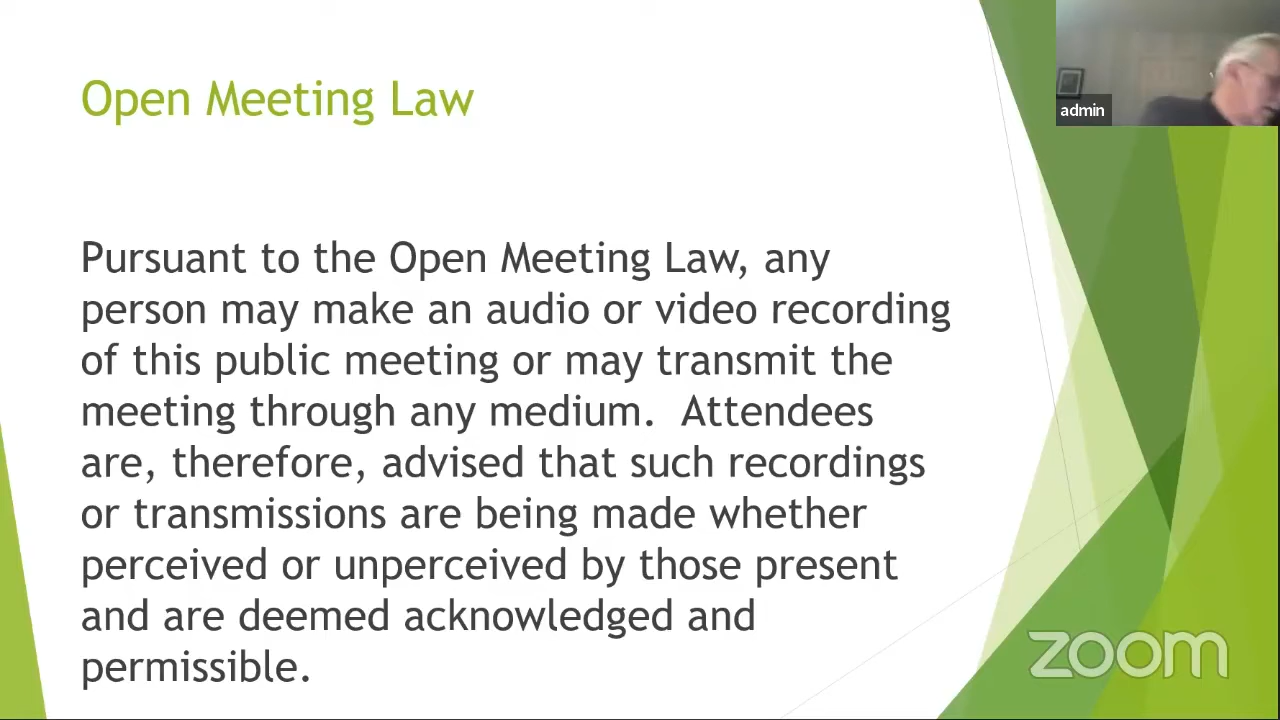 Open Meeting Law
admin
Pursuant to the Open Meeting Law, any
person may make an audio or video recording
of this public meeting or may transmit the
meeting through any medium.  Attendees
are, therefore, advised that such recordings
or transmissions are being made whether
perceived or unperceived by those present
and are deemed acknowledged and
permissible.
zoom